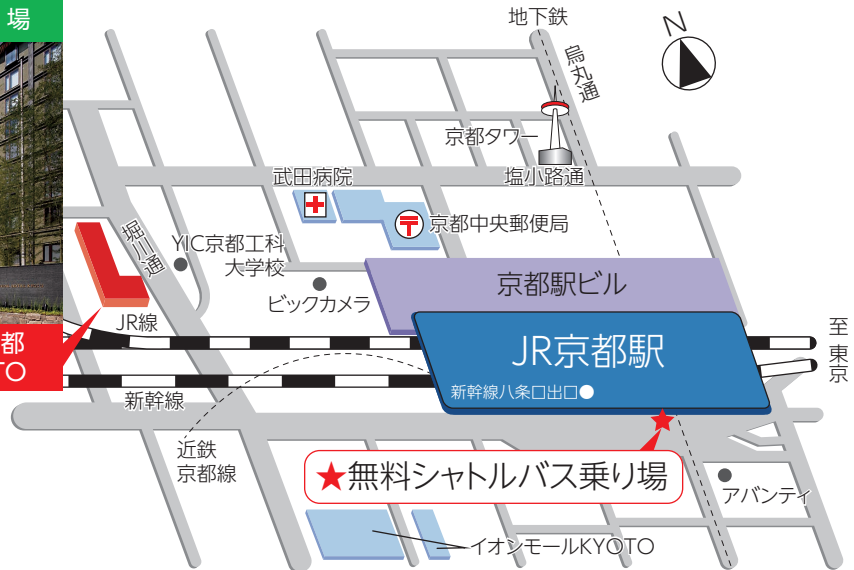 場
都
TO
地下鉄
烏丸通
N
京都タワー
塩小路通
武田病院
京都中央郵便局
堀川通
YIC京都工科
大学校
ビックカメラ
京都駅ビル
JR線
JR京都駅
至
東京
新幹線八条口出口●
新幹線
近鉄
京都線
★無料シャトルバス乗り場
アバンティ
イオンモールKYOTO